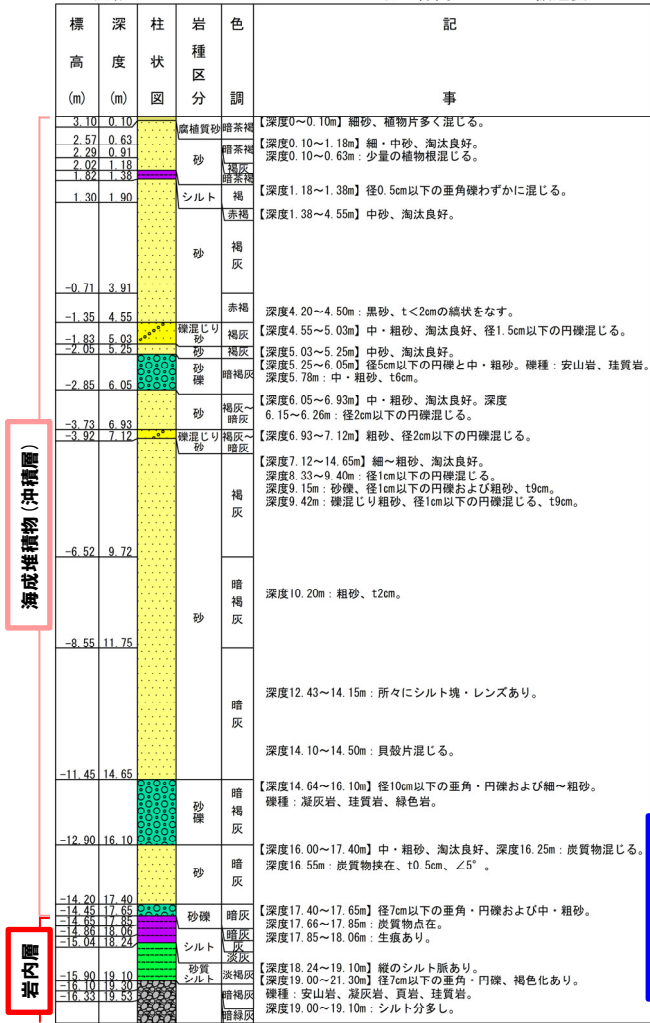 標高(m)
深度(m)
柱状図
岩種区分
色調
記事
海成堆積物(沖積層)
岩内層
3.10 0.10
2.57 0.63
2.29 0.91
2.02 1.18
1.82 1.38
1.30 1.90
-0.71 3.91
-1.35 4.55
-1.83 5.03
-2.05 5.25
-2.85 6.05
-3.73 6.93
-3.92 7.12
-6.52 9.72
-8.55 11.75
-11.45 14.65
-12.90 16.10
-14.20 17.40
-14.45 17.65
-14.65 17.85
-14.86 18.06
-15.04 18.24
-15.90 19.10
-16.10 19.30
-16.33 19.53
腐植質砂
砂
シルト
砂
礫混じり
砂
砂
砂礫
砂
礫混じり
砂
砂
砂礫
砂
砂礫
シルト
砂質
シルト
暗茶褐
暗茶褐
褐灰
暗茶褐
褐
赤褐
褐灰
赤褐
褐灰
褐灰
暗褐灰
褐灰~
暗灰
褐灰~
暗灰
褐灰
暗褐灰
暗灰
暗褐灰
暗灰
暗灰
暗灰
灰
淡灰
淡褐灰
暗褐灰
暗緑灰
【深度0~0.10m】細砂、植物片多く混じる。
【深度0.10~1.18m】細・中砂、淘汰良好。
深度0.10~0.63m:少量の植物根混じる。
【深度1.18~1.38m】径0.5cm以下の亜角礫わずかに混じる。
【深度1.38~4.55m】中砂、淘汰良好。
深度4.20~4.50m:黒砂、t<2cmの縞状をなす。
【深度4.55~5.03m】中・粗砂、淘汰良好、径1.5cm以下の円礫混じる。
【深度5.03~5.25m】中砂、淘汰良好。
【深度5.25~6.05m】径5cm以下の円礫と中・粗砂。礫種:安山岩、珪質岩。
深度5.78m:中・粗砂、t6cm。
【深度6.05~6.93m】中・粗砂、淘汰良好。深度
6.15~6.26m:径2cm以下の円礫混じる。
【深度6.93~7.12m】粗砂、径2cm以下の円礫混じる。
【深度7.12~14.65m】細~粗砂、淘汰良好。
深度8.33~9.40m:径1cm以下の円礫混じる。
深度9.15m:砂礫、径1cm以下の円礫および粗砂、t9cm。
深度9.42m:礫混じり粗砂、径1cm以下の円礫混じる、t9cm。
深度10.20m:粗砂、t2cm。
深度12.43~14.15m:所々にシルト塊・レンズあり。
深度14.10~14.50m:貝殻片混じる。
【深度14.64~16.10m】径10cm以下の亜角・円礫および細~粗砂。
礫種:凝灰岩、珪質岩、緑色岩。
【深度16.00~17.40m】中・粗砂、淘汰良好、深度16.25m:炭質物混じる。
深度16.55m:炭質物挟在、t0.5cm、∠5°。
【深度17.40~17.65m】径7cm以下の亜角・円礫および中・粗砂。
深度17.66~17.85m:炭質物点在。
深度17.85~18.06m:生痕あり。
【深度18.24~19.10m】縦のシルト脈あり。
【深度19.00~21.30m】径7cm以下の亜角・円礫、褐色化あり。
礫種:安山岩、凝灰岩、頁岩、珪質岩。
深度19.00~19.10m:シルト分多し。